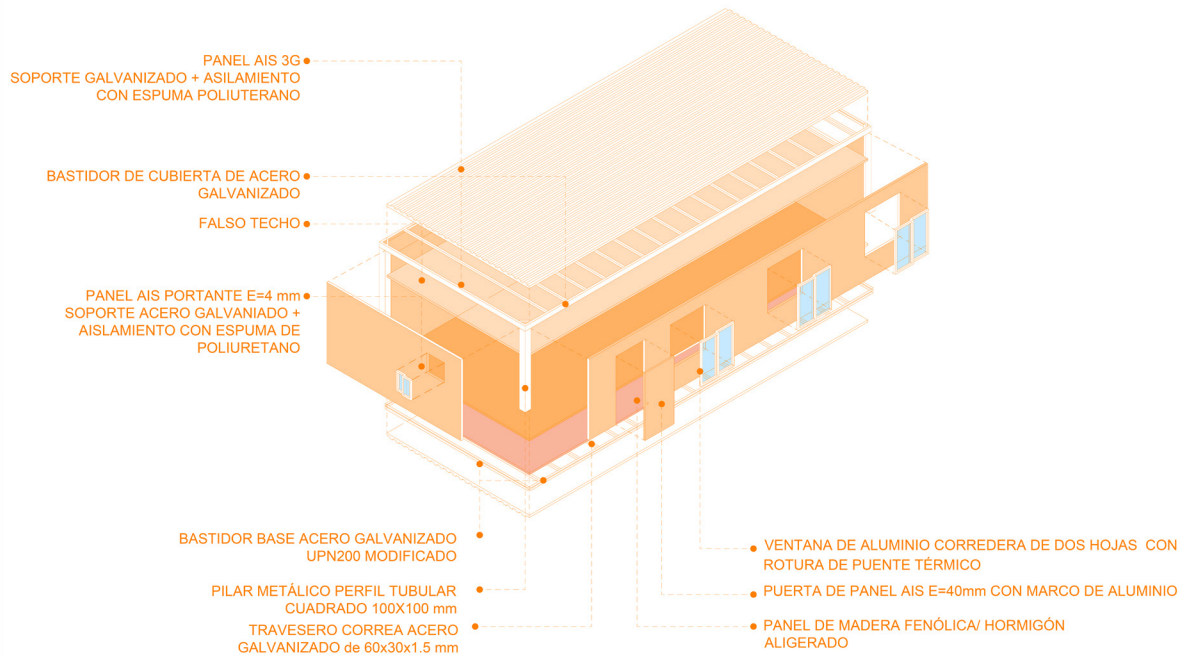 PANEL AIS 3G
SOPORTE GALVANIZADO + ASILAMIENTO
CON ESPUMA POLIUTERANO
BASTIDOR DE CUBIERTA DE ACERO
GALVANIZADO
FALSO TECHO
PANEL AIS PORTANTE E=4 mm
SOPORTE ACERO GALVANIADO +
AISLAMIENTO CON ESPUMA DE
POLIURETANO
BASTIDOR BASE ACERO GALVANIZADO
UPN200 MODIFICADO
PILAR METÁLICO PERFIL TUBULAR
CUADRADO 100X100 mm
TRAVESERO CORREA ACERO
GALVANIZADO de 60x30x1.5 mm
VENTANA DE ALUMINIO CORREDERA DE DOS HOJAS CON
ROTURA DE PUENTE TÉRMICO
PUERTA DE PANEL AIS E=40mm CON MARCO DE ALUMINIO
PANEL DE MADERA FENÓLICA/ HORMIGÓN
ALIGERADO